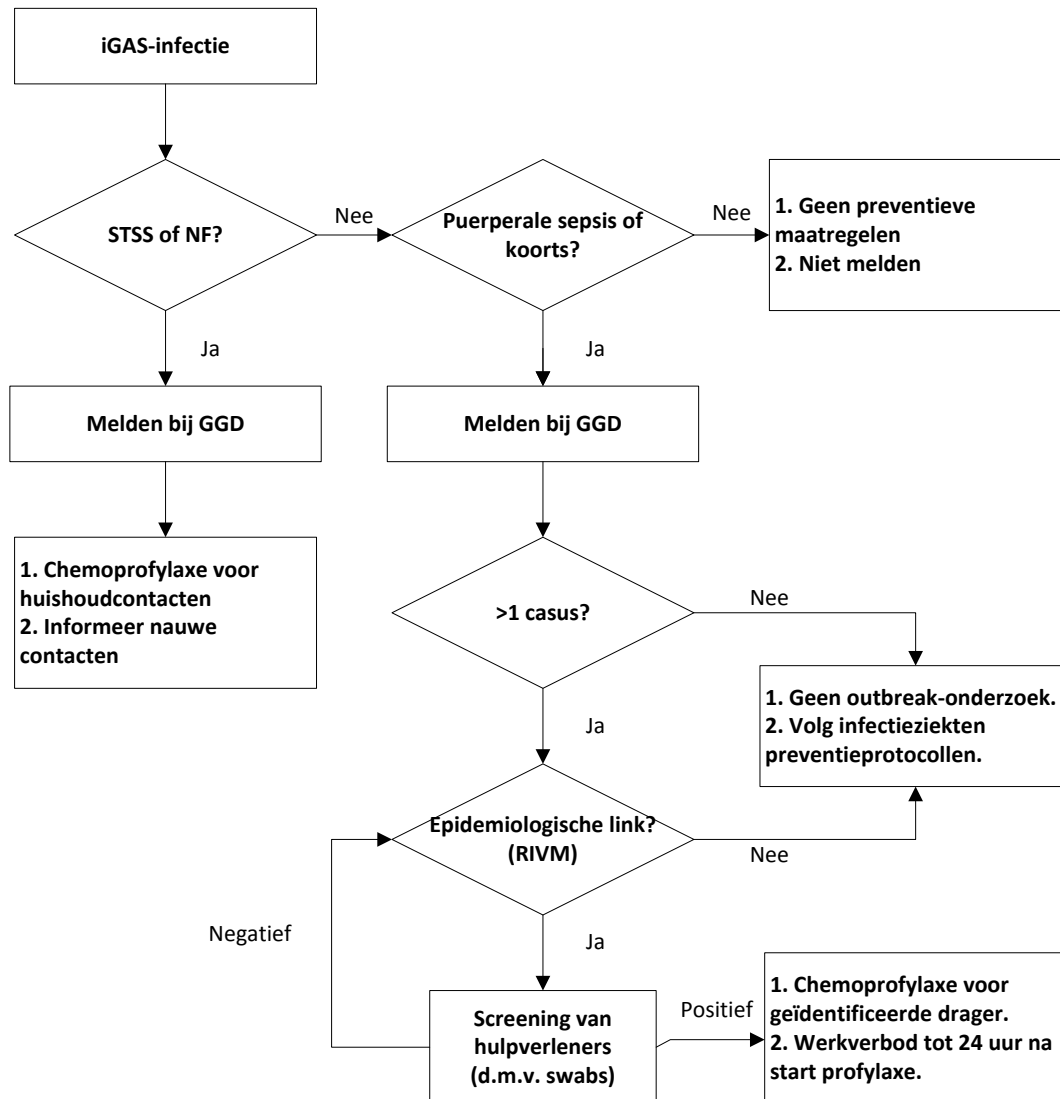 iGAS-infectie
STSS of NF?
Nee
Puerperale sepsis of
koorts?
Nee
1. Geen preventieve
maatregelen
2. Niet melden
Ja
Ja
Melden bij GGD
Melden bij GGD
1. Chemoprofylaxe voor
huishoudcontacten
2. Informeer nauwe
contacten
>1 casus?
Nee
1. Geen outbreak-onderzoek.
2. Volg infectieziekten
preventieprotocollen.
Ja
Epidemiologische link?
(RIVM)
Nee
Negatief
Ja
Screening van
hulpverleners
(d.m.v. swabs)
Positief
1. Chemoprofylaxe voor
geïdentificeerde drager.
2. Werkverbod tot 24 uur na
start profylaxe.